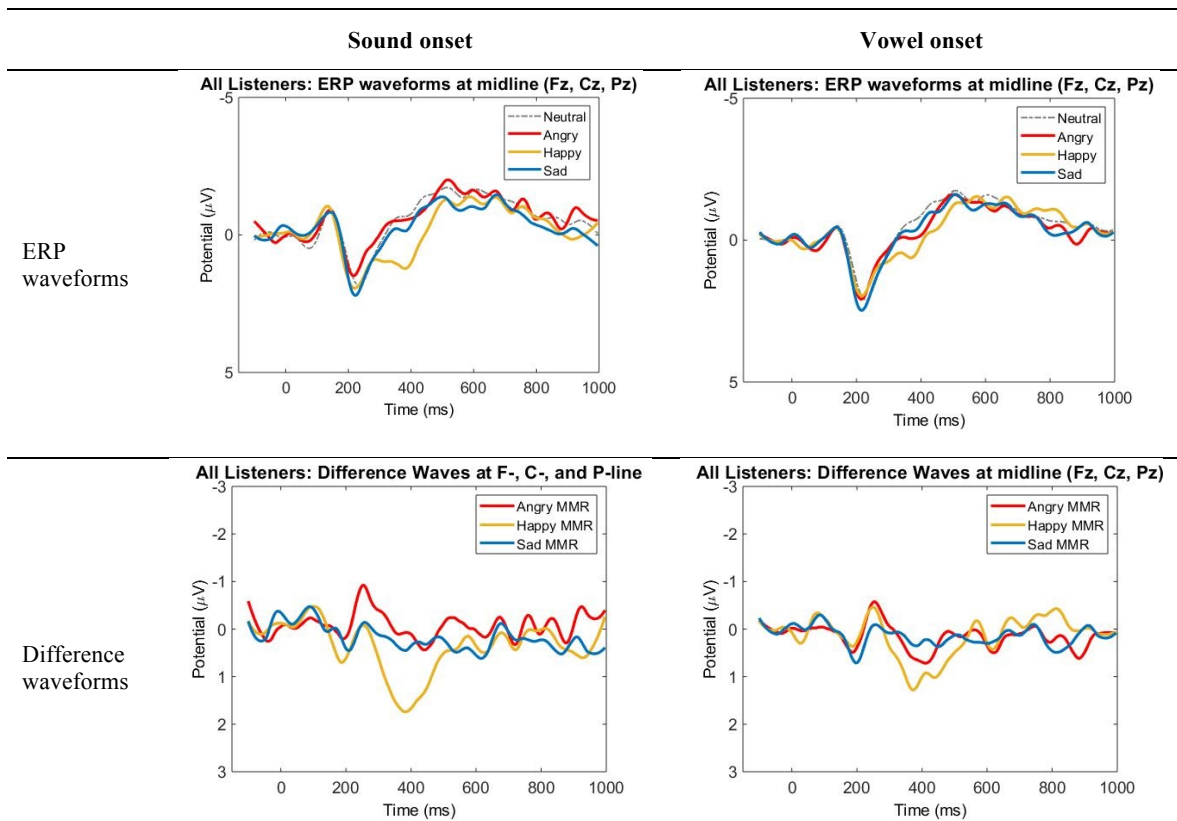 Sound onset
Vowel onset
ERP
waveforms
All Listeners: ERP waveforms at midline (Fz, Cz, Pz)
-5
0
5
Potential (μV)
Neutral
Angry
Happy
Sad
0 200 400 600 800 1000
Time (ms)
All Listeners: ERP waveforms at midline (Fz, Cz, Pz)
-5
0
5
Potential (μV)
Neutral
Angry
Happy
Sad
0 200 400 600 800 1000
Time (ms)
Difference
waveforms
All Listeners: Difference Waves at F-, C-, and P-line
-3
-2
-1
0
1
2
3
Potential (μV)
Angry MMR
Happy MMR
Sad MMR
0 200 400 600 800 1000
Time (ms)
All Listeners: Difference Waves at midline (Fz, Cz, Pz)
-3
-2
-1
0
1
2
3
Potential (μV)
Angry MMR
Happy MMR
Sad MMR
0 200 400 600 800 1000
Time (ms)